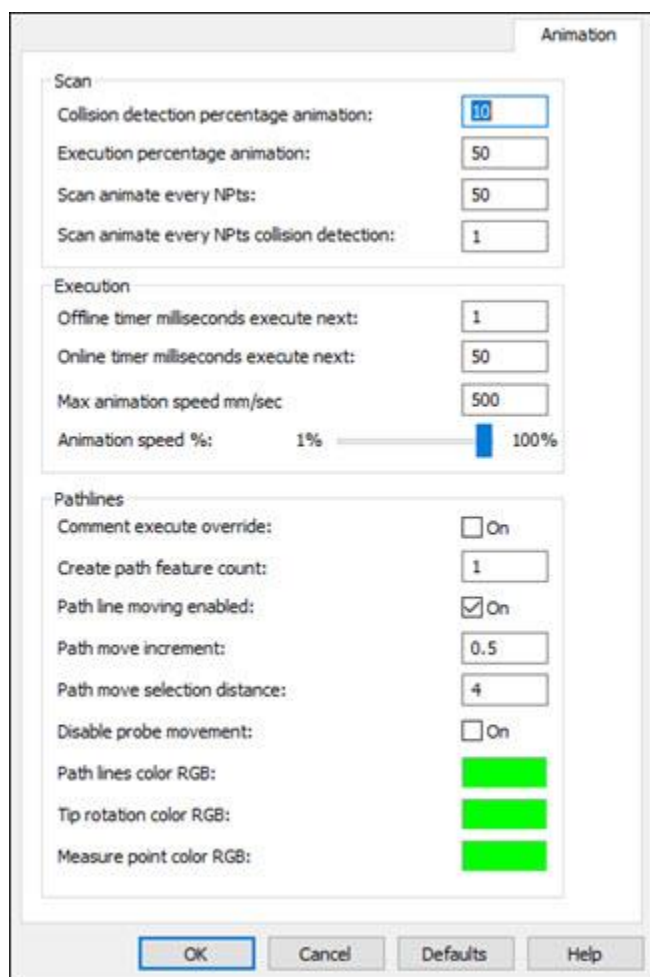 Animation
Scan
Collision detection percentage animation: 10
Execution percentage animation: 50
Scan animate every NPts: 50
Scan animate every NPts collision detection: 1
Execution
Offline timer milliseconds execute next: 1
Online timer milliseconds execute next: 50
Max animation speed mm/sec 500
Animation speed %: 1% 100%
Pathlines
Comment execute override: On
Create path feature count: 1
Path line moving enabled: On
Path move increment: 0.5
Path move selection distance: 4
Disable probe movement: On
Path lines color RGB:
Tip rotation color RGB:
Measure point color RGB:
OK Cancel Defaults Help